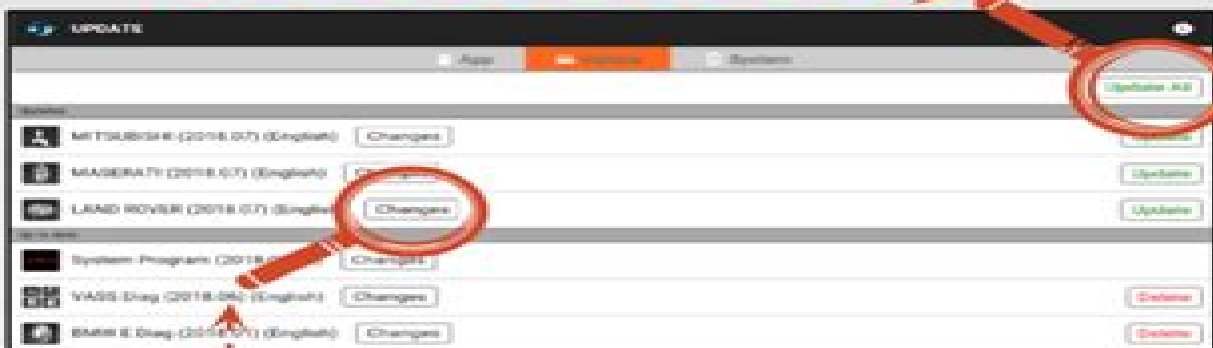 UPDATE
App
System
Update All
Updates
MITSUBISHI (2018.07) (English) Changes Update
MASERATI (2018.07) (English) Update
LAND ROVER (2018.07) Changes Update
System Program Changes
VASS Diag (2018.06) (English) Changes Delete
BMW E Diag (English) Changes Delete